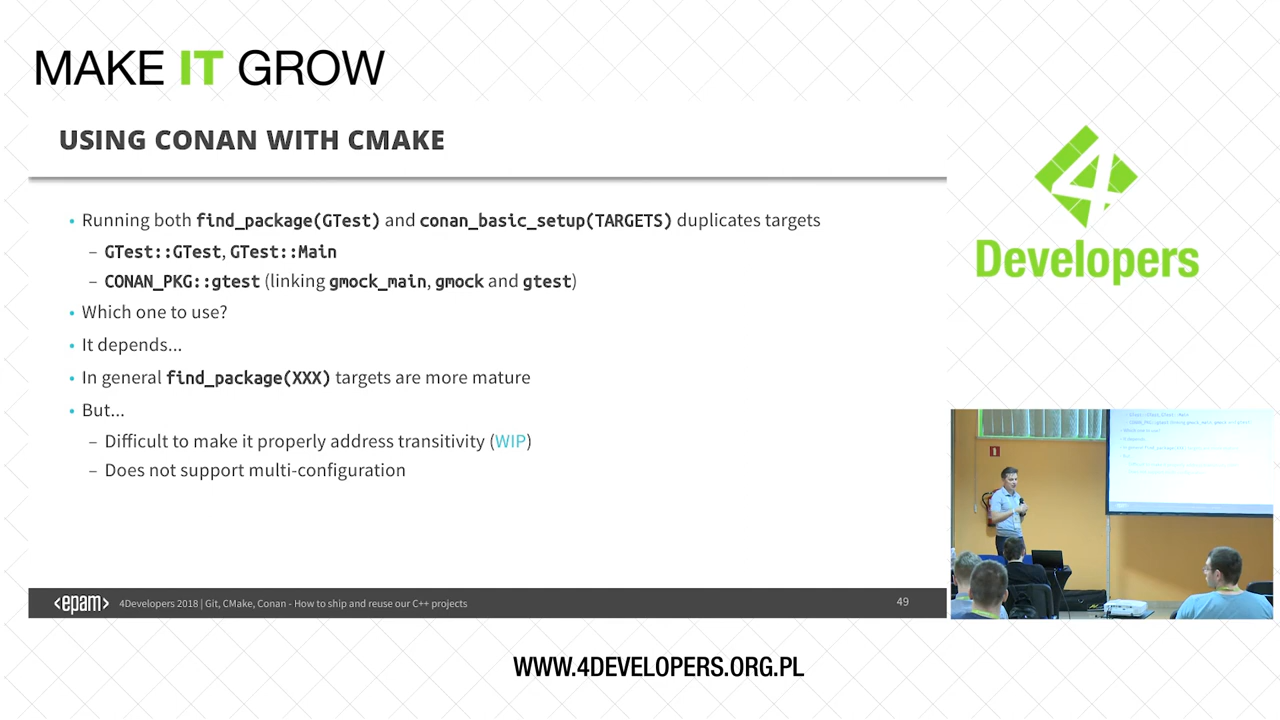 MAKE IT GROW
USING CONAN WITH CMAKE
• Running both find_package(GTest) and conan_basic_setup(TARGETS) duplicates targets
– GTest::GTest, GTest::Main
– CONAN_PKG::gtest (linking gmock_main, gmock and gtest)
• Which one to use?
• It depends...
• In general find_package(XXX) targets are more mature
• But...
– Difficult to make it properly address transitivity (WIP)
– Does not support multi-configuration
<epam> 4Developers 2018 | Git, CMake, Conan - How to ship and reuse our C++ projects 49
4
Developers
WWW.4DEVELOPERS.ORG.PL